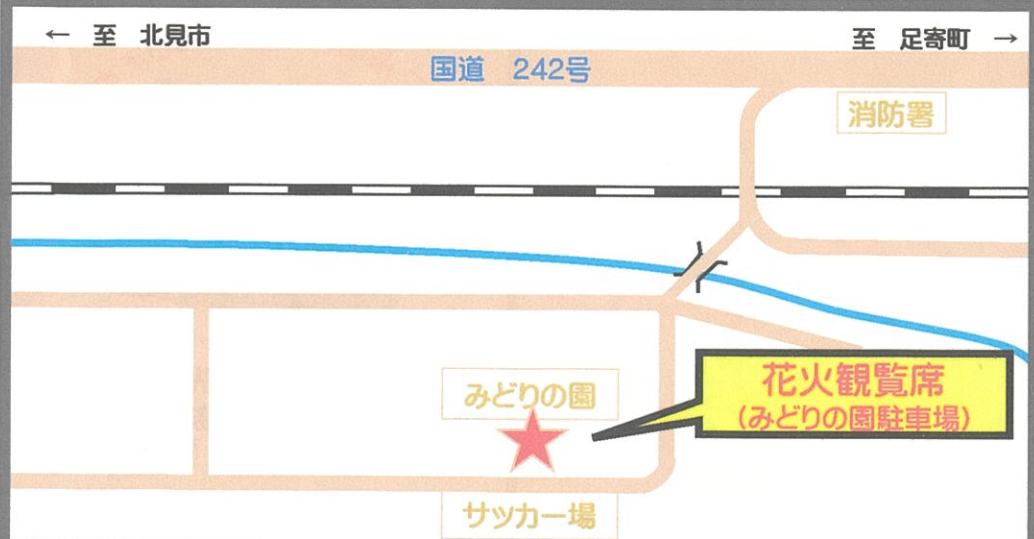 ← 至 北見市
至 足寄町 →
国道 242号
消防署
みどりの園
花火観覧席
(みどりの園駐車場)
サッカー場